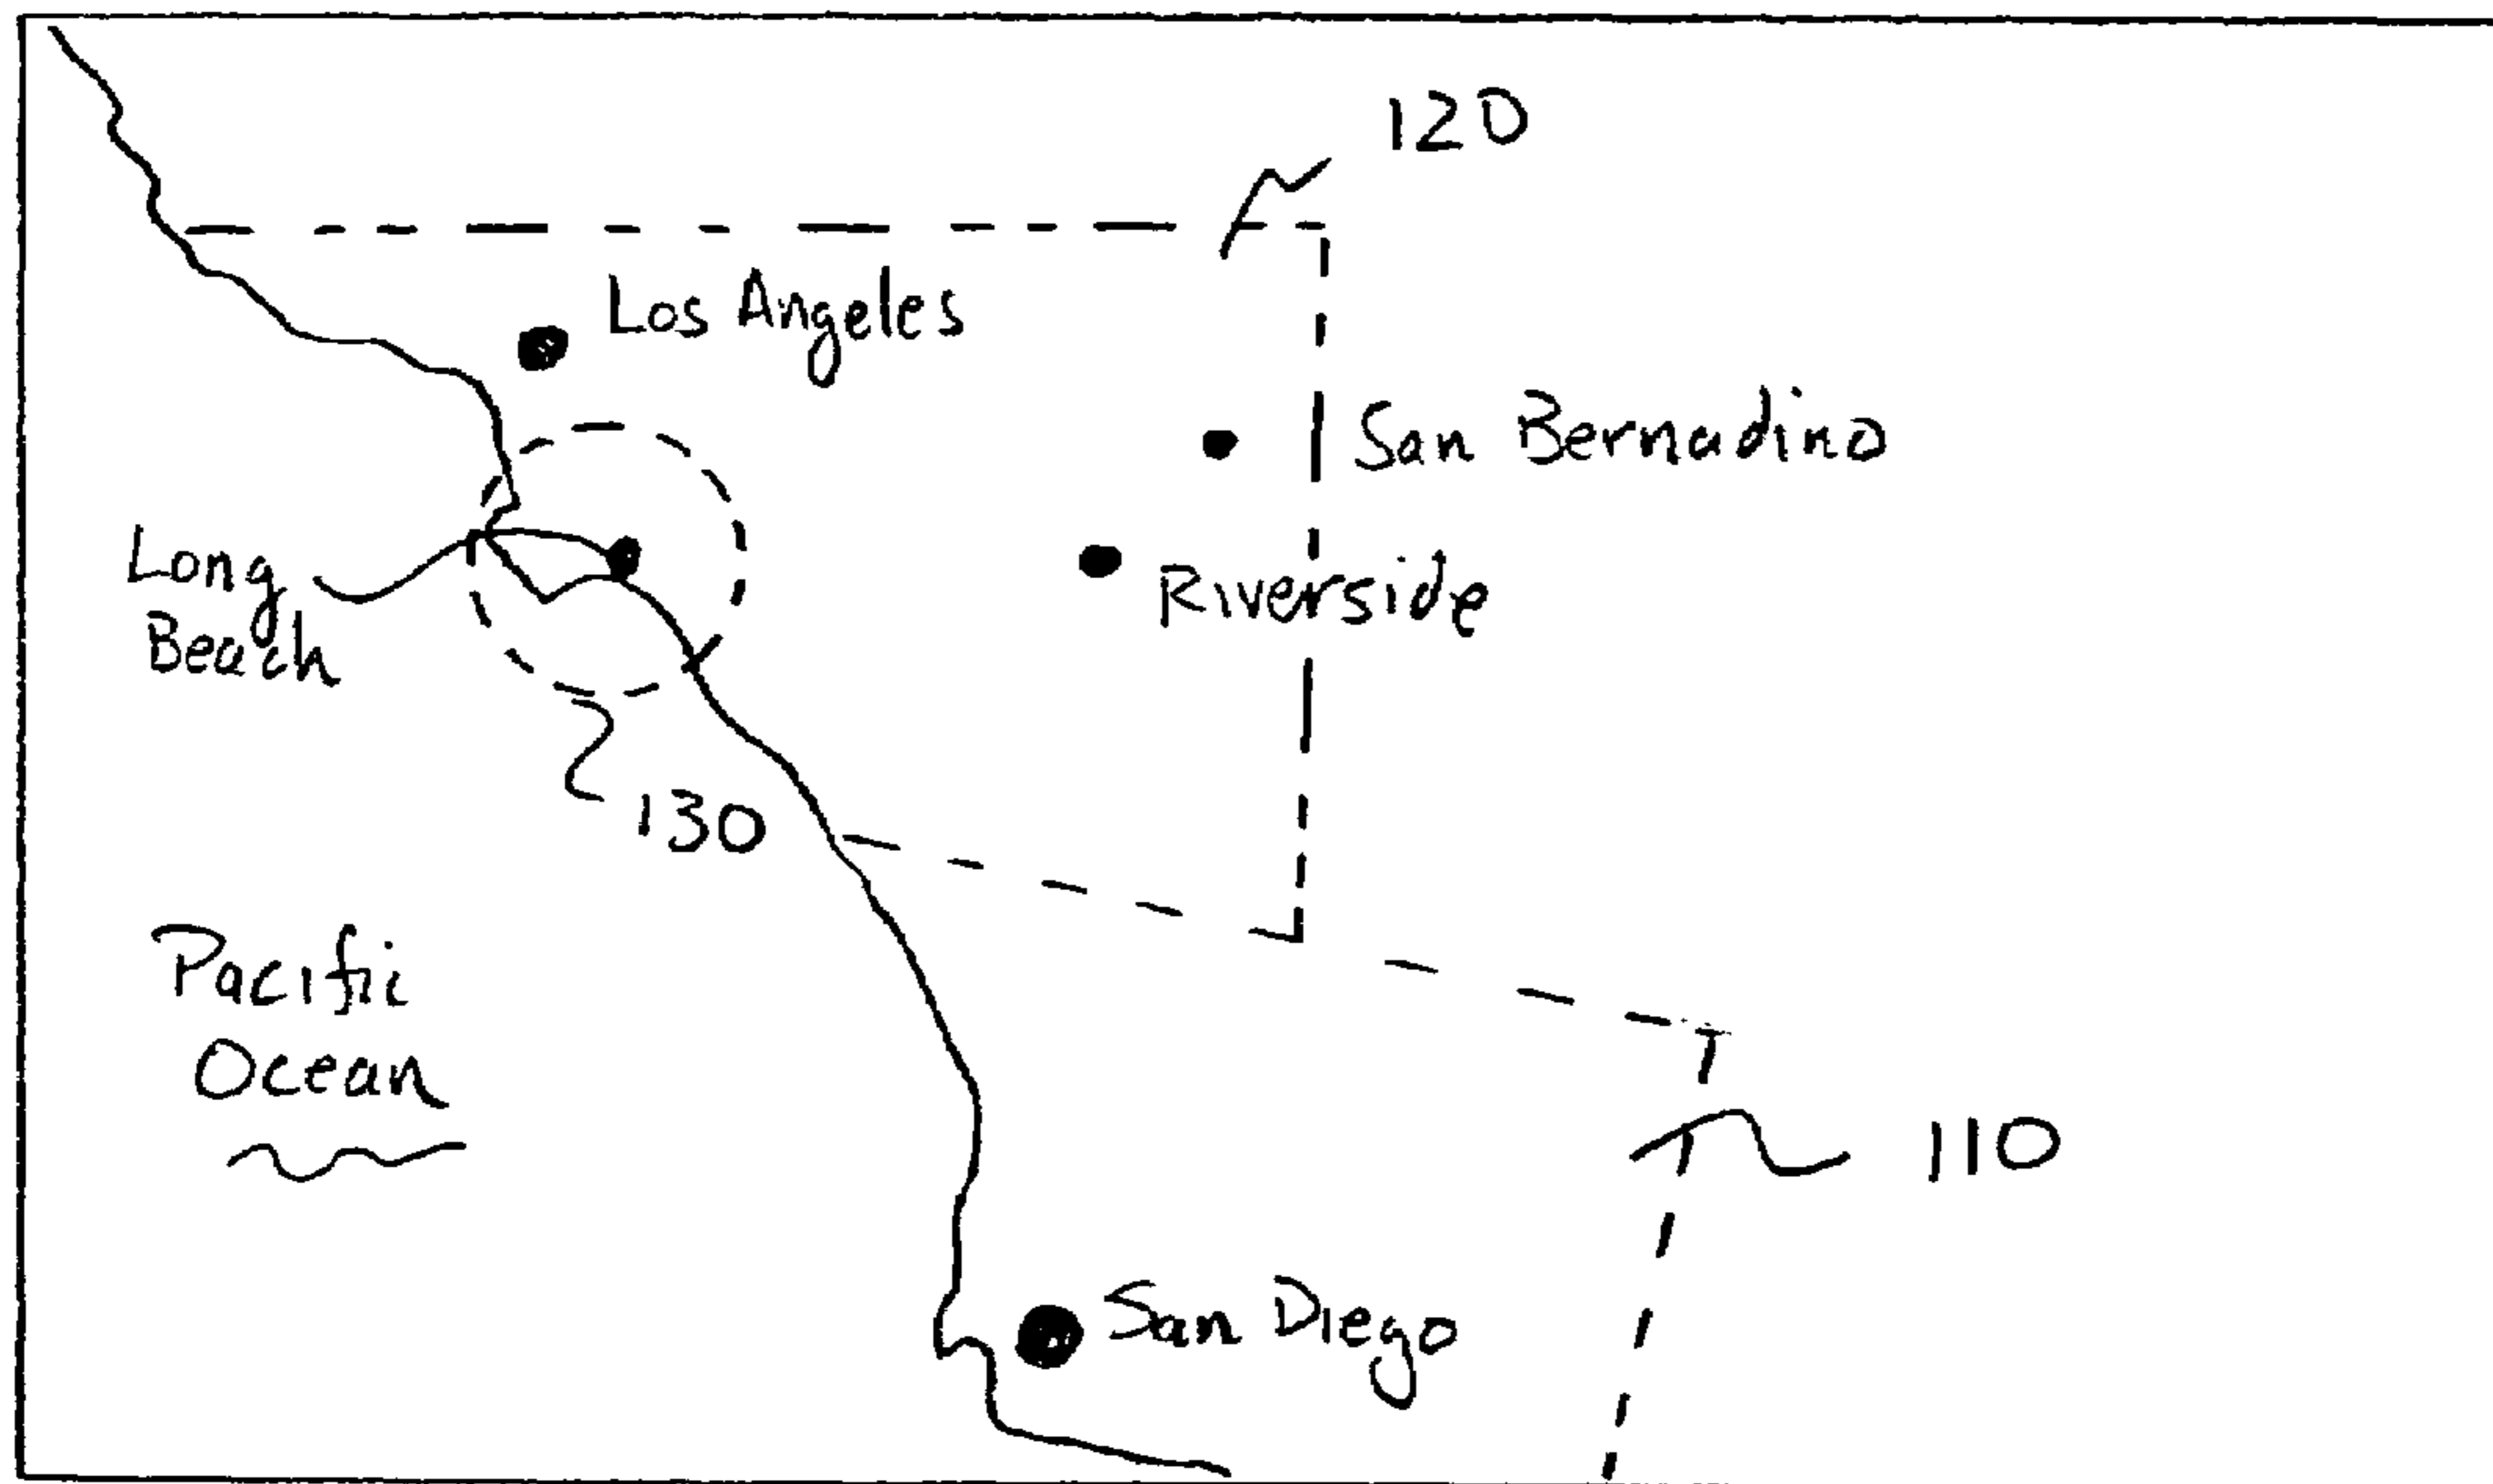 120
Los Angeles
San Bernadino
Long
Beach
Riverside
130
Pacific
Ocean
110
San Diego